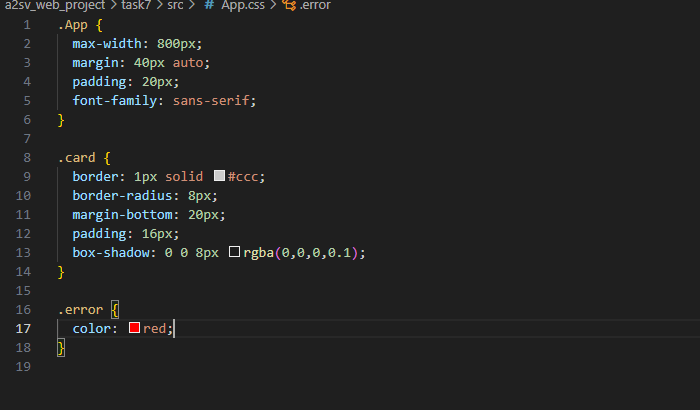 a2sv_web_project > task7 > src > # App.css > .error
1 .App {
2 max-width: 800px;
3 margin: 40px auto;
4 padding: 20px;
5 font-family: sans-serif;
6 }
7
8 .card {
9 border: 1px solid #ccc;
10 border-radius: 8px;
11 margin-bottom: 20px;
12 padding: 16px;
13 box-shadow: 0 0 8px rgba(0,0,0,0.1);
14 }
15
16 .error {
17 color: red;
18 }
19